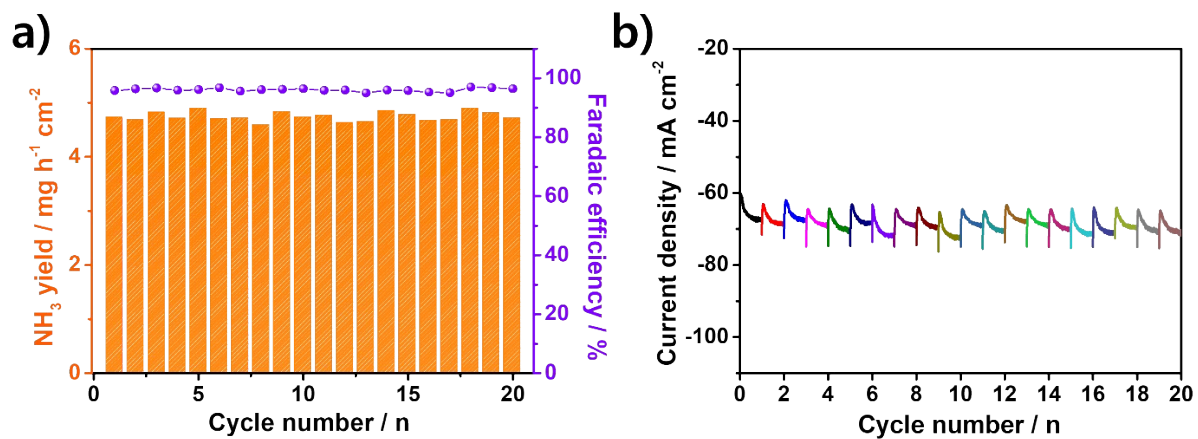 a)
6
4
2
0
NH₃ yield / mg h⁻¹ cm⁻²
100
80
60
40
20
0
Faradaic efficiency / %
0 5 10 15 20
Cycle number / n
b)
-20
-40
-60
-80
-100
Current density / mA cm⁻²
0 2 4 6 8 10 12 14 16 18 20
Cycle number / n